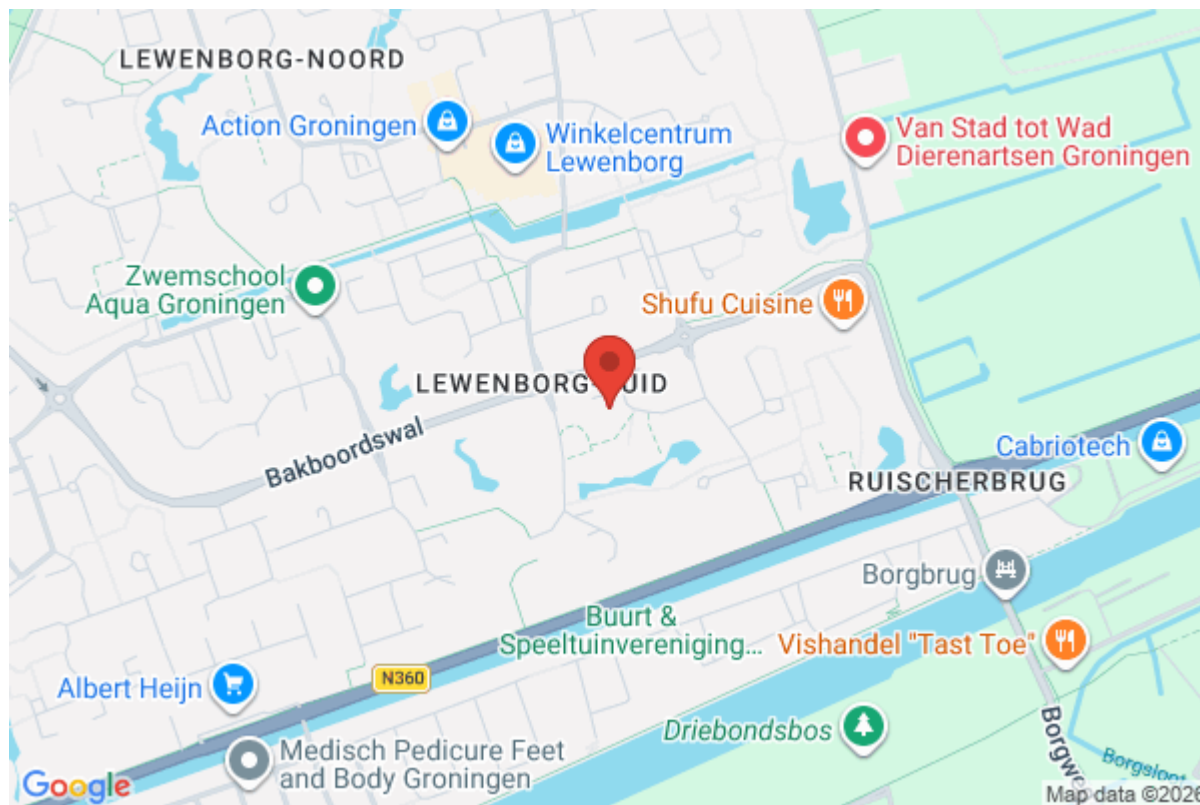 LEWENBORG-NOORD
Action Groningen
Winkelcentrum
Lewenborg
Van Stad tot Wad
Dierenartsen Groningen
Zwemschool
Aqua Groningen
Shufu Cuisine
LEWENBORG-ZUID
Bakboordswal
Cabriotech
RUISCHERBRUG
Borgbrug
Buurt &
Speeltuinvereniging...
Vishandel "Tast Toe"
N360
Albert Heijn
Driebondsbos
Medisch Pedicure Feet
and Body Groningen
Borgsloot
Google
Map data ©2026